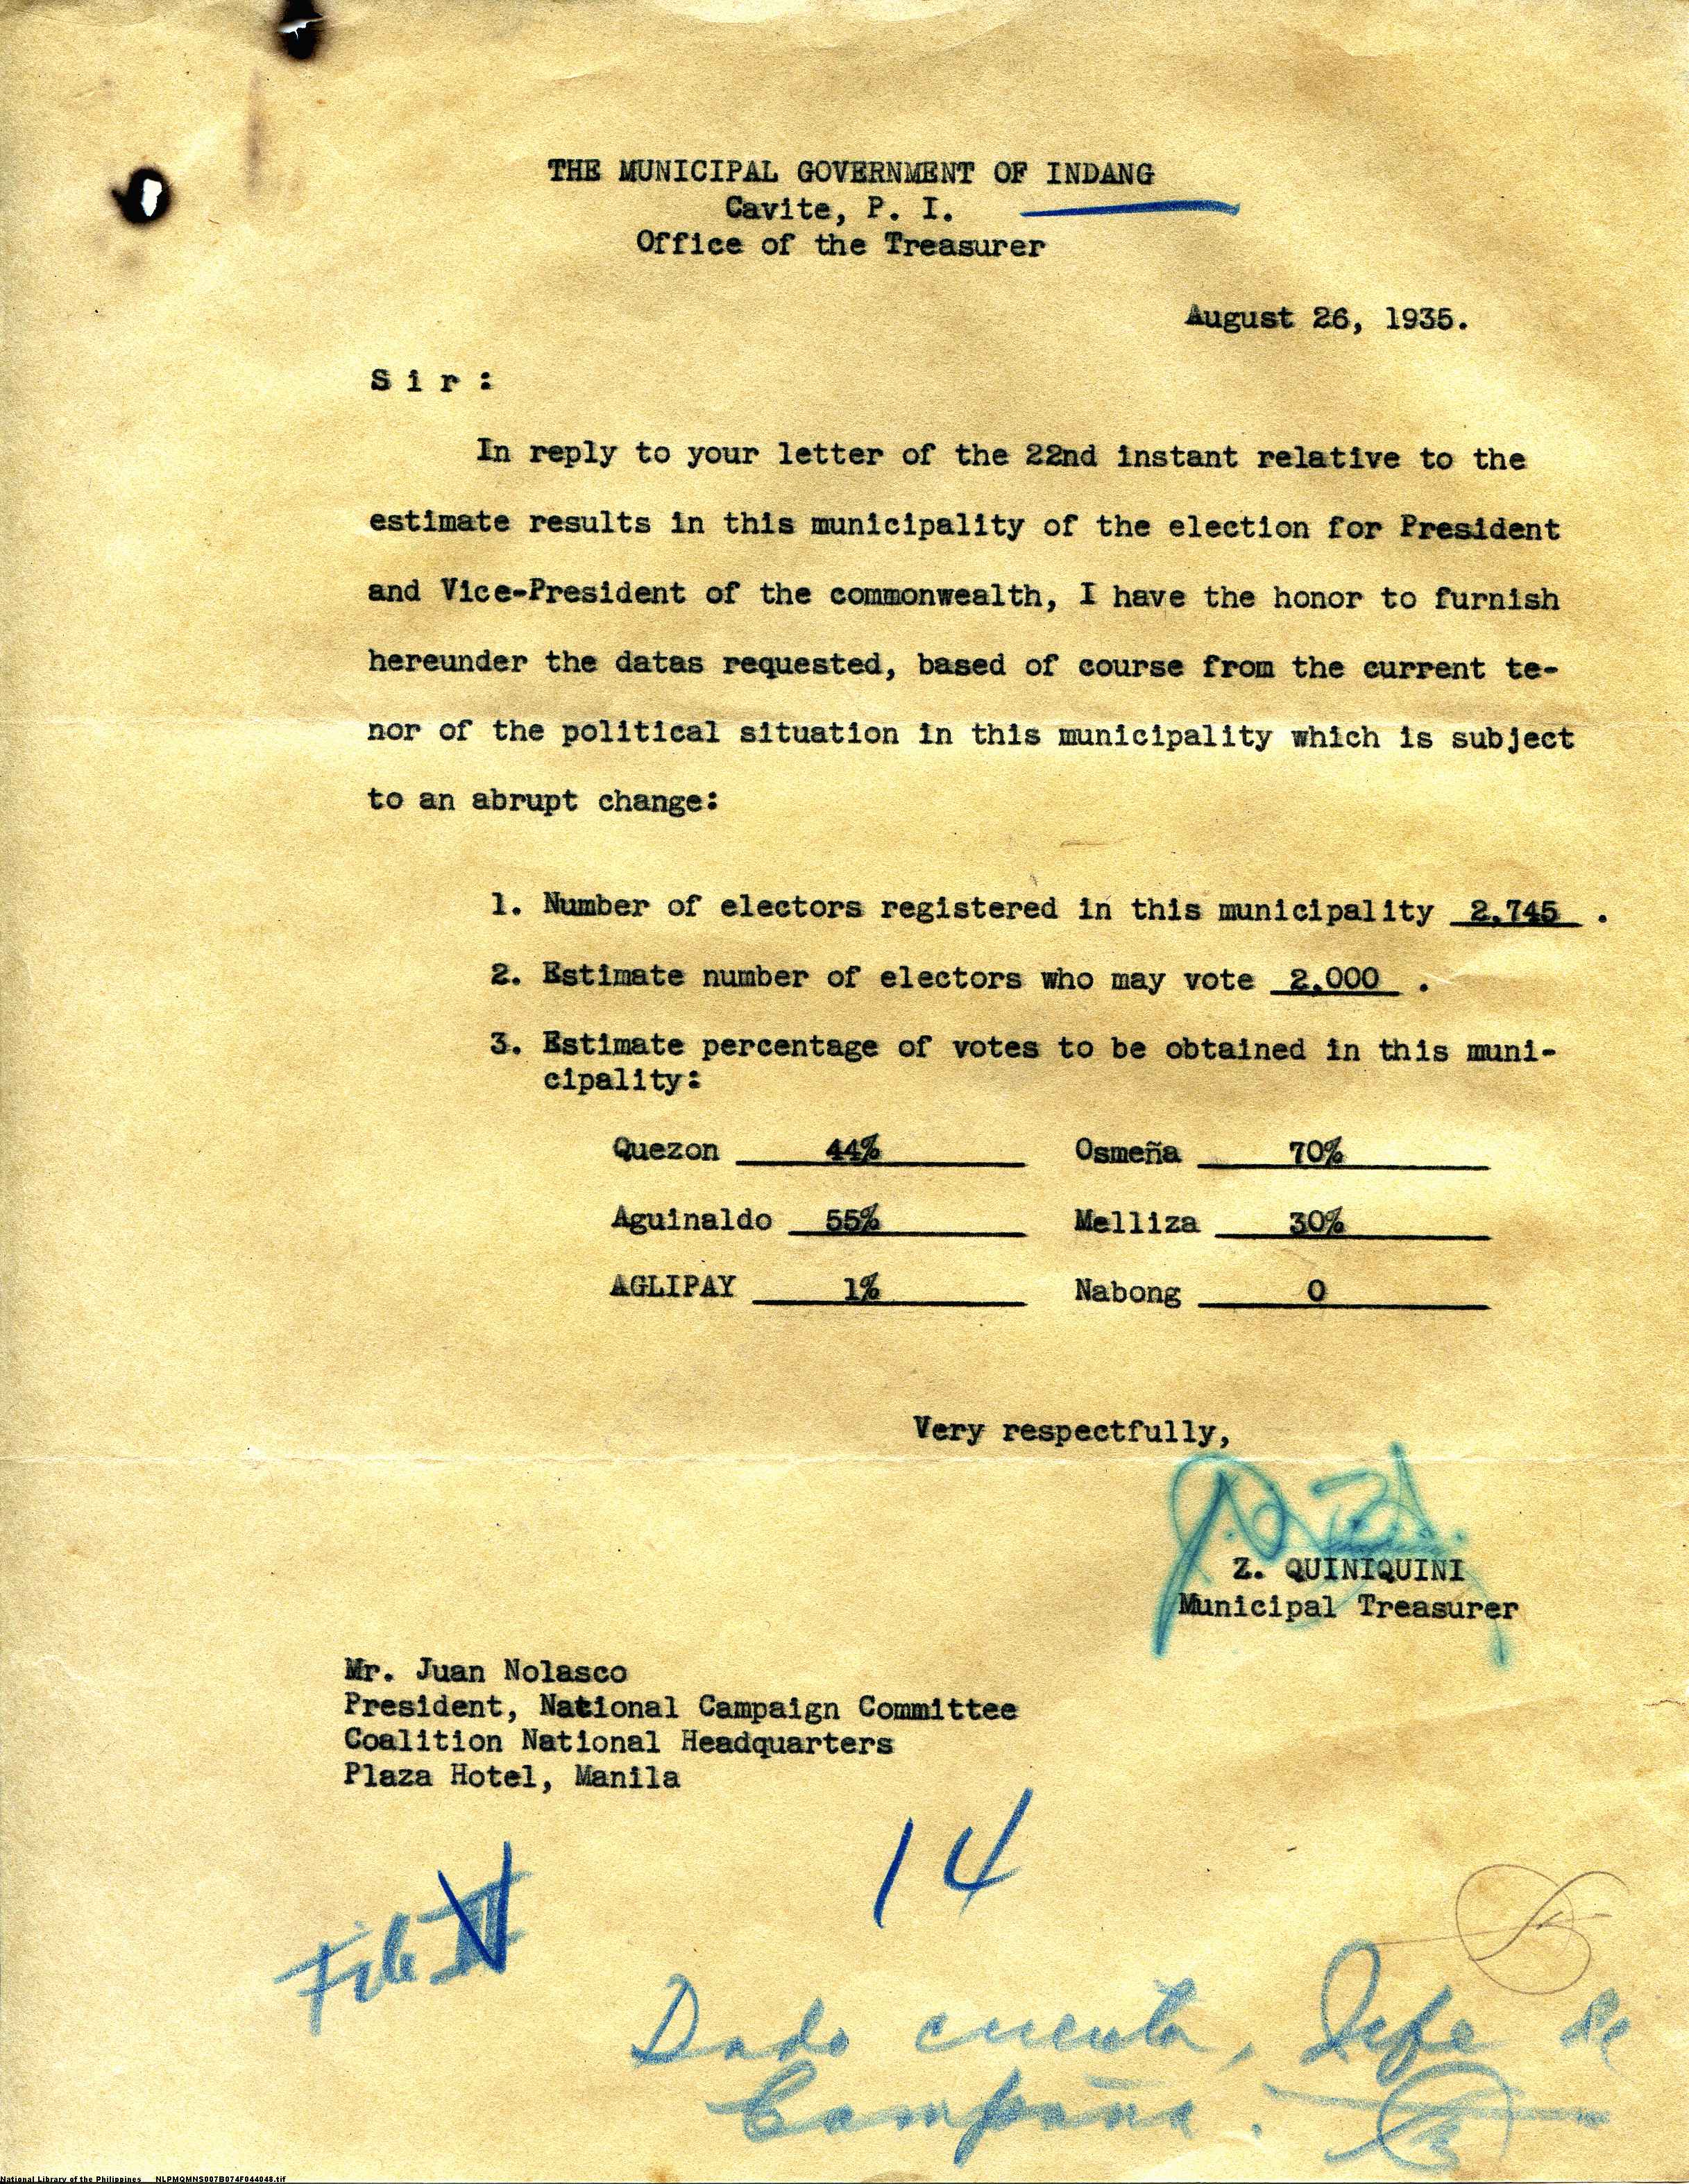 THE MUNICIPAL GOVERNMENT OF INDANG
Cavite, P. I.
Office of the Treasurer
August 26, 1935.
S i r :
In reply to your letter of the 22nd instant relative to the
estimate results in this municipality of the election for President
and Vice-President of the commonwealth, I have the honor to furnish
hereunder the datas requested, based of course from the current te-
nor of the political situation in this municipality which is subject
to an abrupt change:
1. Number of electors registered in this municipality 2,745 .
2. Estimate number of electors who may vote 2,000 .
3. Estimate percentage of votes to be obtained in this muni-
cipality:
Quezon 44% Osmeña 70%
Aguinaldo 55% Melliza 30%
AGLIPAY 1% Nabong 0
Very respectfully,
Z. QUINIQUINI
Municipal Treasurer
Mr. Juan Nolasco
President, National Campaign Committee
Coalition National Headquarters
Plaza Hotel, Manila
14
File V
Dado cuenta, Jefe de
Campaña.
National Library of the Philippines NLPMQMNS007B074F044048.tif